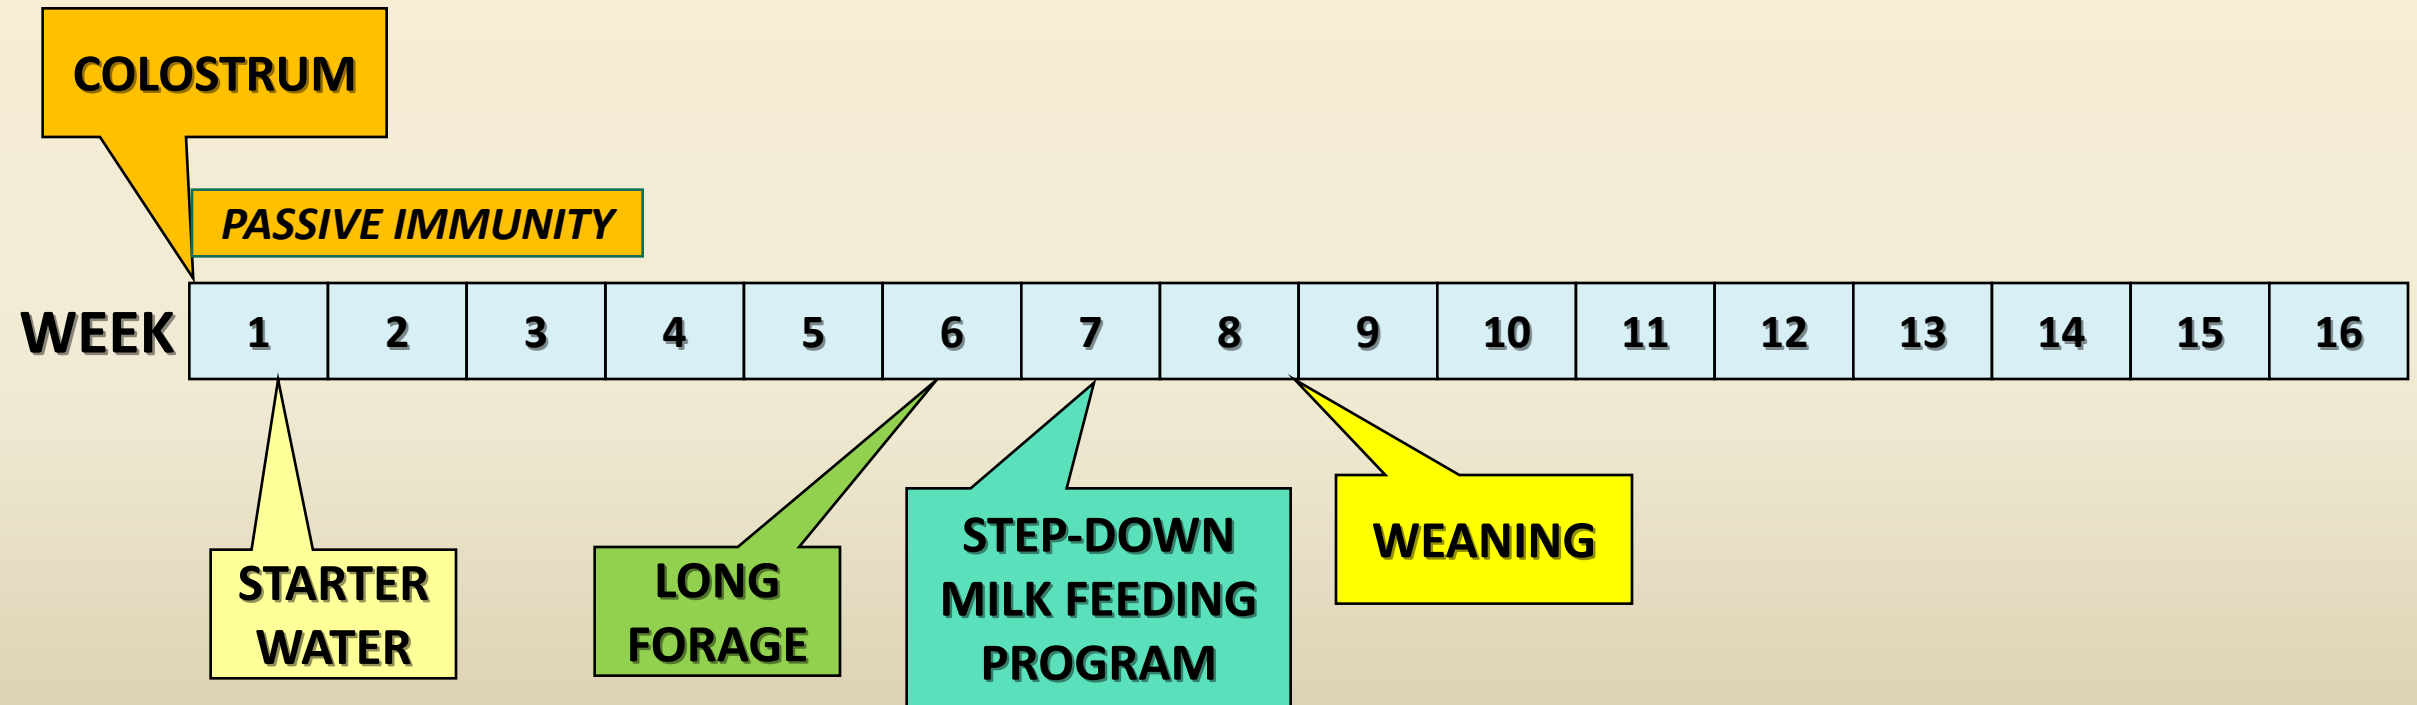 COLOSTRUM
PASSIVE IMMUNITY
WEEK 1 2 3 4 5 6 7 8 9 10 11 12 13 14 15 16
STARTER
WATER
LONG
FORAGE
STEP-DOWN
MILK FEEDING
PROGRAM
WEANING